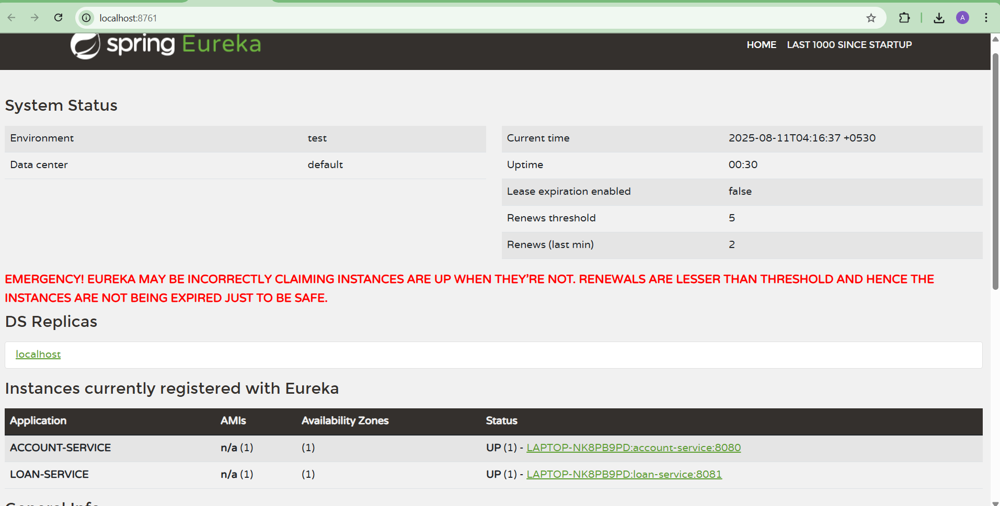 localhost:8761
A
spring Eureka
HOME LAST 1000 SINCE STARTUP
System Status
Environment test
Data center default
Current time 2025-08-11T04:16:37 +0530
Uptime 00:30
Lease expiration enabled false
Renews threshold 5
Renews (last min) 2
EMERGENCY! EUREKA MAY BE INCORRECTLY CLAIMING INSTANCES ARE UP WHEN THEY'RE NOT. RENEWALS ARE LESSER THAN THRESHOLD AND HENCE THE
INSTANCES ARE NOT BEING EXPIRED JUST TO BE SAFE.
DS Replicas
localhost
Instances currently registered with Eureka
Application AMIs Availability Zones Status
ACCOUNT-SERVICE n/a (1) (1) UP (1) - LAPTOP-NK8PB9PD:account-service:8080
LOAN-SERVICE n/a (1) (1) UP (1) - LAPTOP-NK8PB9PD:loan-service:8081
General Info